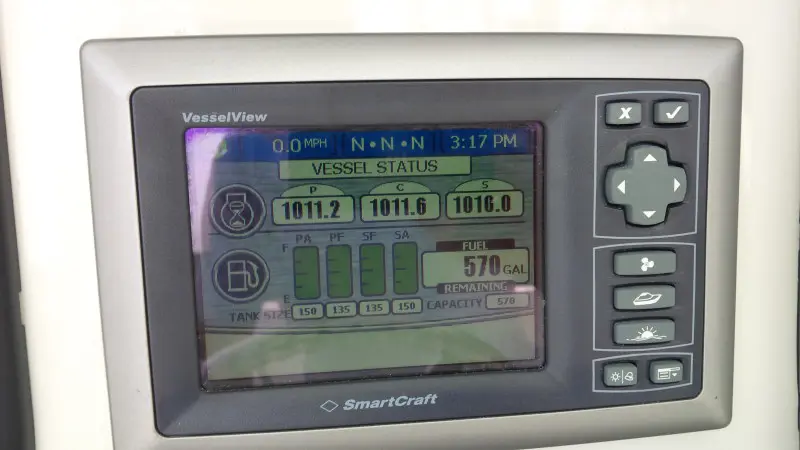 VesselView
0.0 MPH N•N•N 3:17 PM
VESSEL STATUS
P C S
1011.2 1011.6 1016.0
PA PF SF SA
F
FUEL
570 GAL
REMAINING
E
TANK SIZE 150 135 135 150 CAPACITY 570
SmartCraft